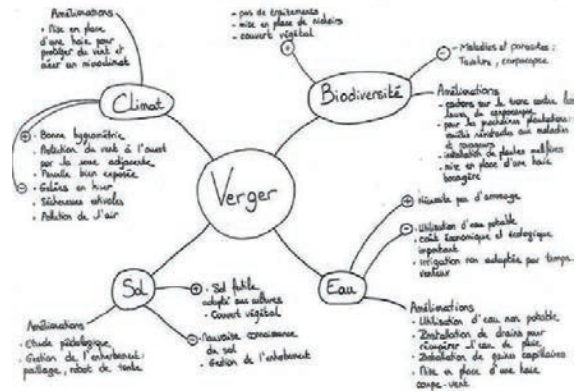 Améliorations
• Mise en place
d'une haie pour
protéger du vent et
créer un microclimat
Climat
+ • Bonne hygrométrie
• Protection du vent à l'ouest
par la serre adjacente
• Parcelle bien exposée
- • Gelées en hiver
• Sécheresses estivales
• Pollution de l'air
- pas de traitements
- mise en place de nichoirs
- couvert végétal
+
Biodiversité
- - Maladies et parasites :
Tavelure, carpocapse
Améliorations
- cartons sur le tronc contre les
larves du carpocapse
- pour les prochaines plantations :
variétés résistantes aux maladies
et ravageurs
- installation de plantes mellifères
- mise en place d'une haie
bocagère
Verger
Sol
+ • Sol fertile
adapté aux cultures
• Couvert végétal
- • Mauvaise connaissance
du sol
• Gestion de l'enherbement
Améliorations
• Etude pédologique
• Gestion de l'enherbement :
paillage, robot de tonte
Eau
+ • Nécessite pas d'arrosage
- • Utilisation d'eau potable
• coût économique et écologique
important
• Irrigation non adaptée par temps
venteux
Améliorations
• Utilisation d'eau non potable
• Installation de drains pour
récupérer l'eau de pluie
• Installation de gaines capillaires
• Mise en place d'une haie
coupe-vent